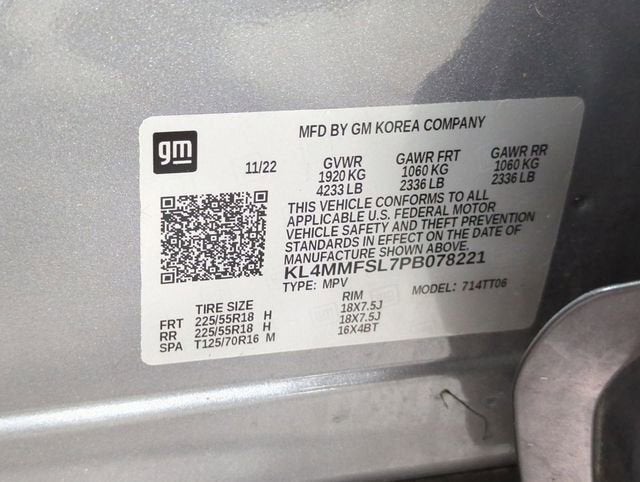 gm
MFD BY GM KOREA COMPANY
11/22 GVWR GAWR FRT GAWR RR
1920 KG 1060 KG 1060 KG
4233 LB 2336 LB 2336 LB
THIS VEHICLE CONFORMS TO ALL
APPLICABLE U.S. FEDERAL MOTOR
VEHICLE SAFETY AND THEFT PREVENTION
STANDARDS IN EFFECT ON THE DATE OF
MANUFACTURE SHOWN ABOVE.
KL4MMFSL7PB078221
TYPE: MPV MODEL: 714TT06
TIRE SIZE RIM
FRT 225/55R18 H 18X7.5J
RR 225/55R18 H 18X7.5J
SPA T125/70R16 M 16X4BT